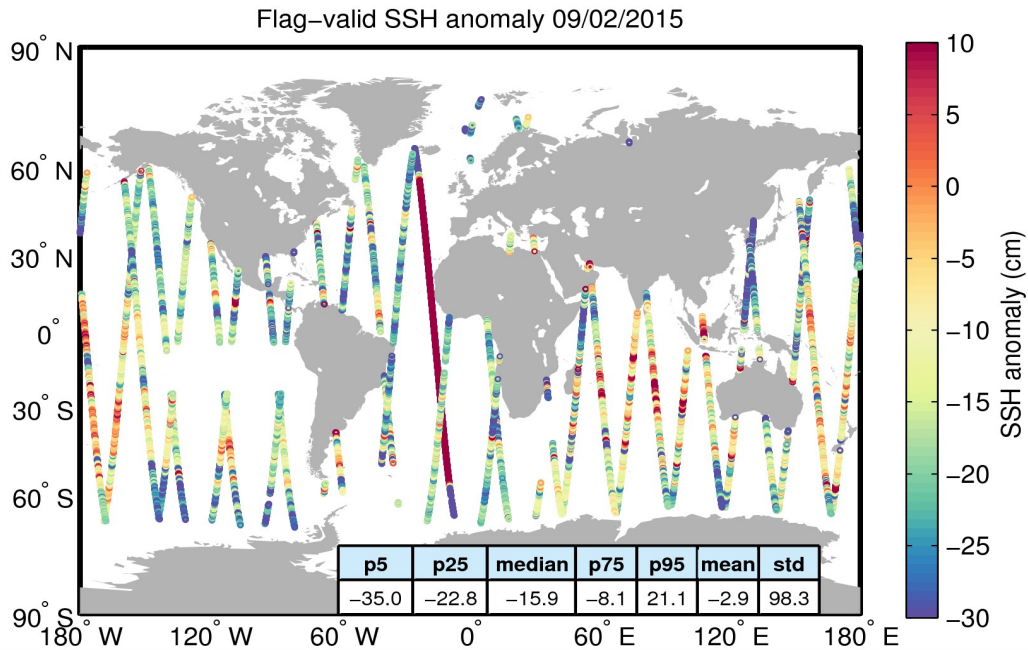 Flag−valid SSH anomaly 09/02/2015
90° N
60° N
30° N
0°
30° S
60° S
90° S
180° W
120° W
60° W
0°
60° E
120° E
180° E
p5 p25 median p75 p95 mean std
−35.0 −22.8 −15.9 −8.1 21.1 −2.9 98.3
10
5
0
−5
−10
−15
−20
−25
−30
SSH anomaly (cm)